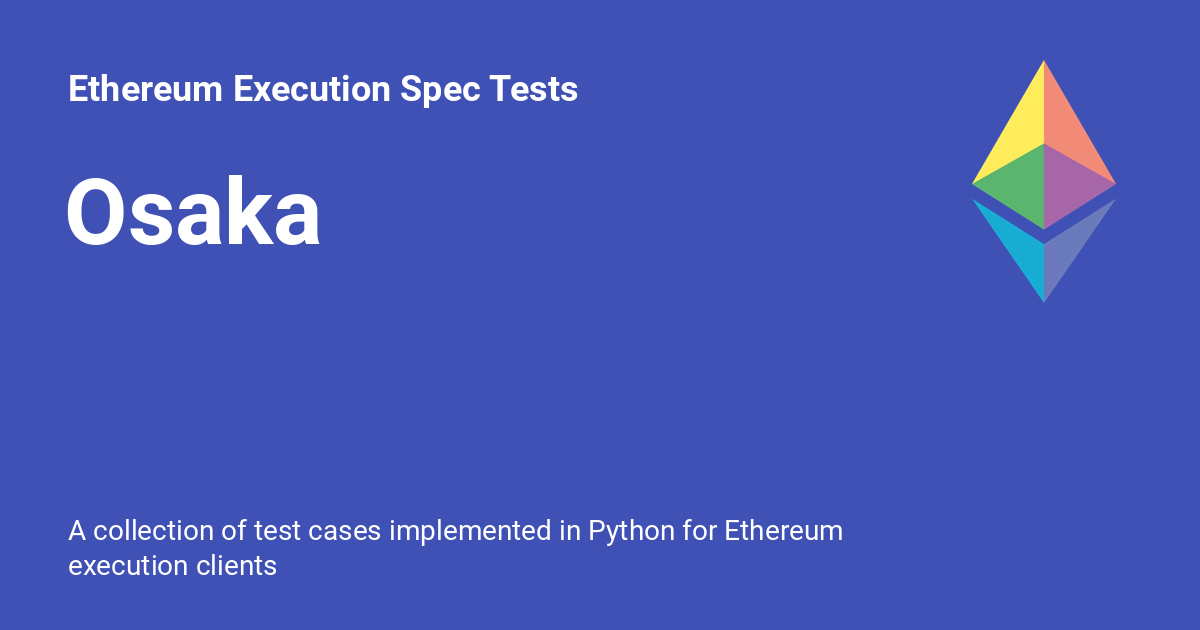 Ethereum Execution Spec Tests
Osaka
A collection of test cases implemented in Python for Ethereum
execution clients